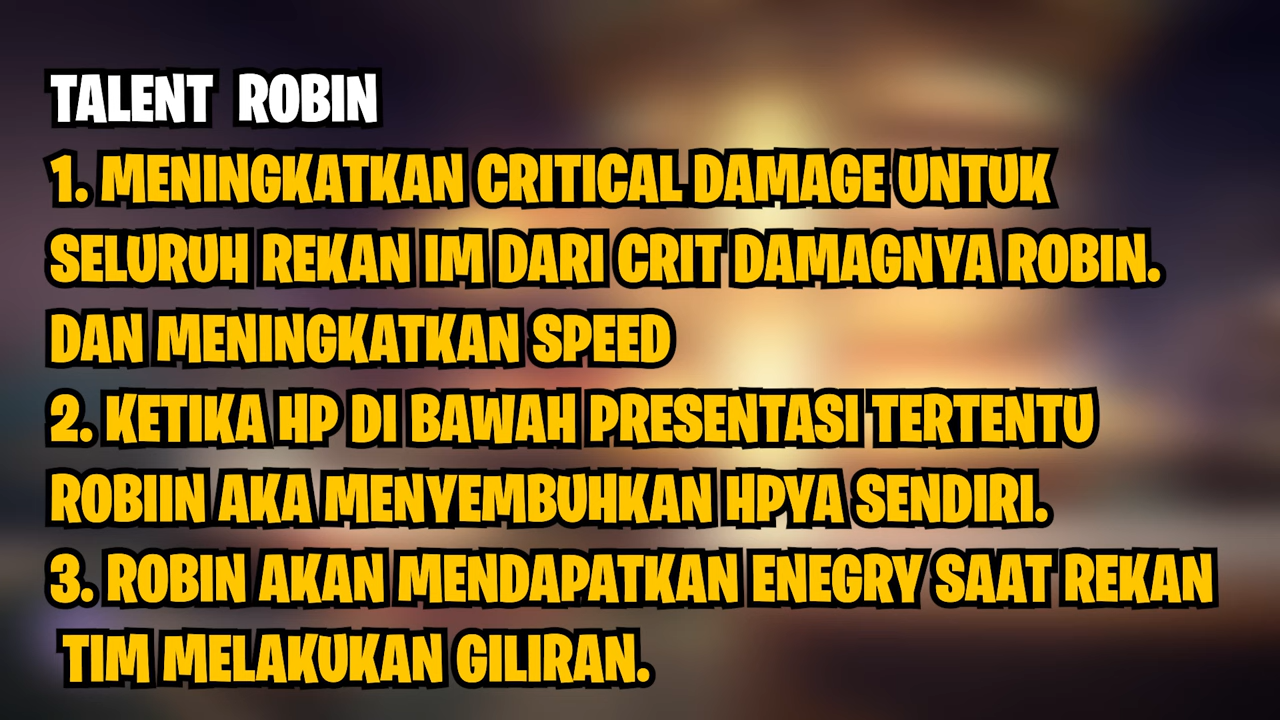 TALENT ROBIN
1. MENINGKATKAN CRITICAL DAMAGE UNTUK
SELURUH REKAN IM DARI CRIT DAMAGNYA ROBIN.
DAN MENINGKATKAN SPEED
2. KETIKA HP DI BAWAH PRESENTASI TERTENTU
ROBIIN AKA MENYEMBUHKAN HPYA SENDIRI.
3. ROBIN AKAN MENDAPATKAN ENEGRY SAAT REKAN
TIM MELAKUKAN GILIRAN.